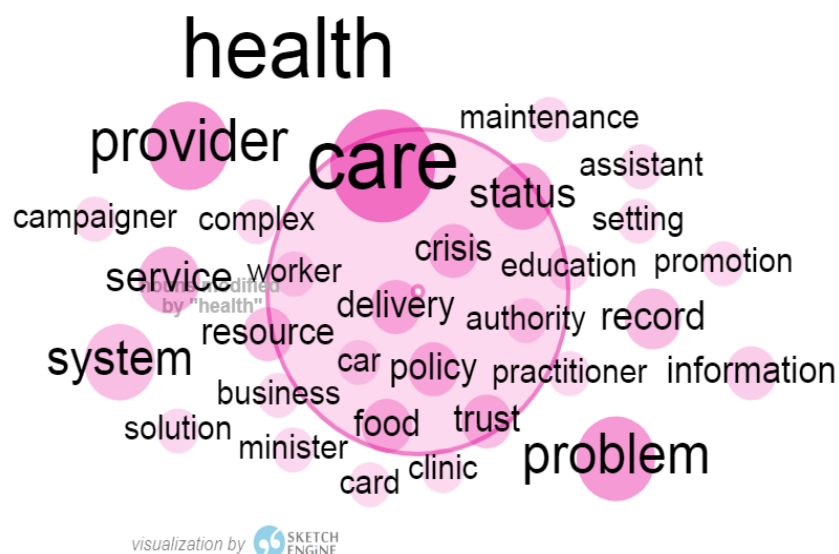 health
provider
care
maintenance
assistant
status
campaigner
complex
setting
crisis
service
worker
education
promotion
nouns modified
by "health"
delivery
resource
authority
record
system
car
policy
practitioner
information
business
food
trust
solution
minister
problem
card
clinic
visualization by SKETCH
ENGINE